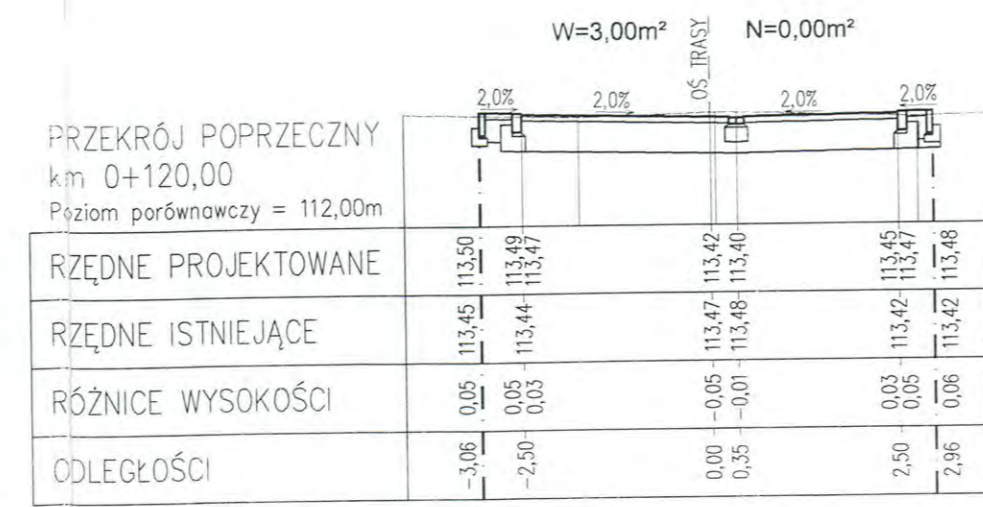 W=3,00m² OŚ TRASY N=0,00m²
2,0% 2,0% 2,0% 2,0%
PRZEKRÓJ POPRZECZNY
km 0+120,00
Poziom porównawczy = 112,00m
RZĘDNE PROJEKTOWANE 113,50 113,49 113,47 113,42 113,40 113,45 113,47 113,48
RZĘDNE ISTNIEJĄCE 113,45 113,44 113,47 113,48 113,42 113,42
RÓŻNICE WYSOKOŚCI 0,05 0,05 0,03 -0,05 -0,01 0,03 0,05 0,06
ODLEGŁOŚCI -3,06 -2,50 0,00 0,35 2,50 2,96